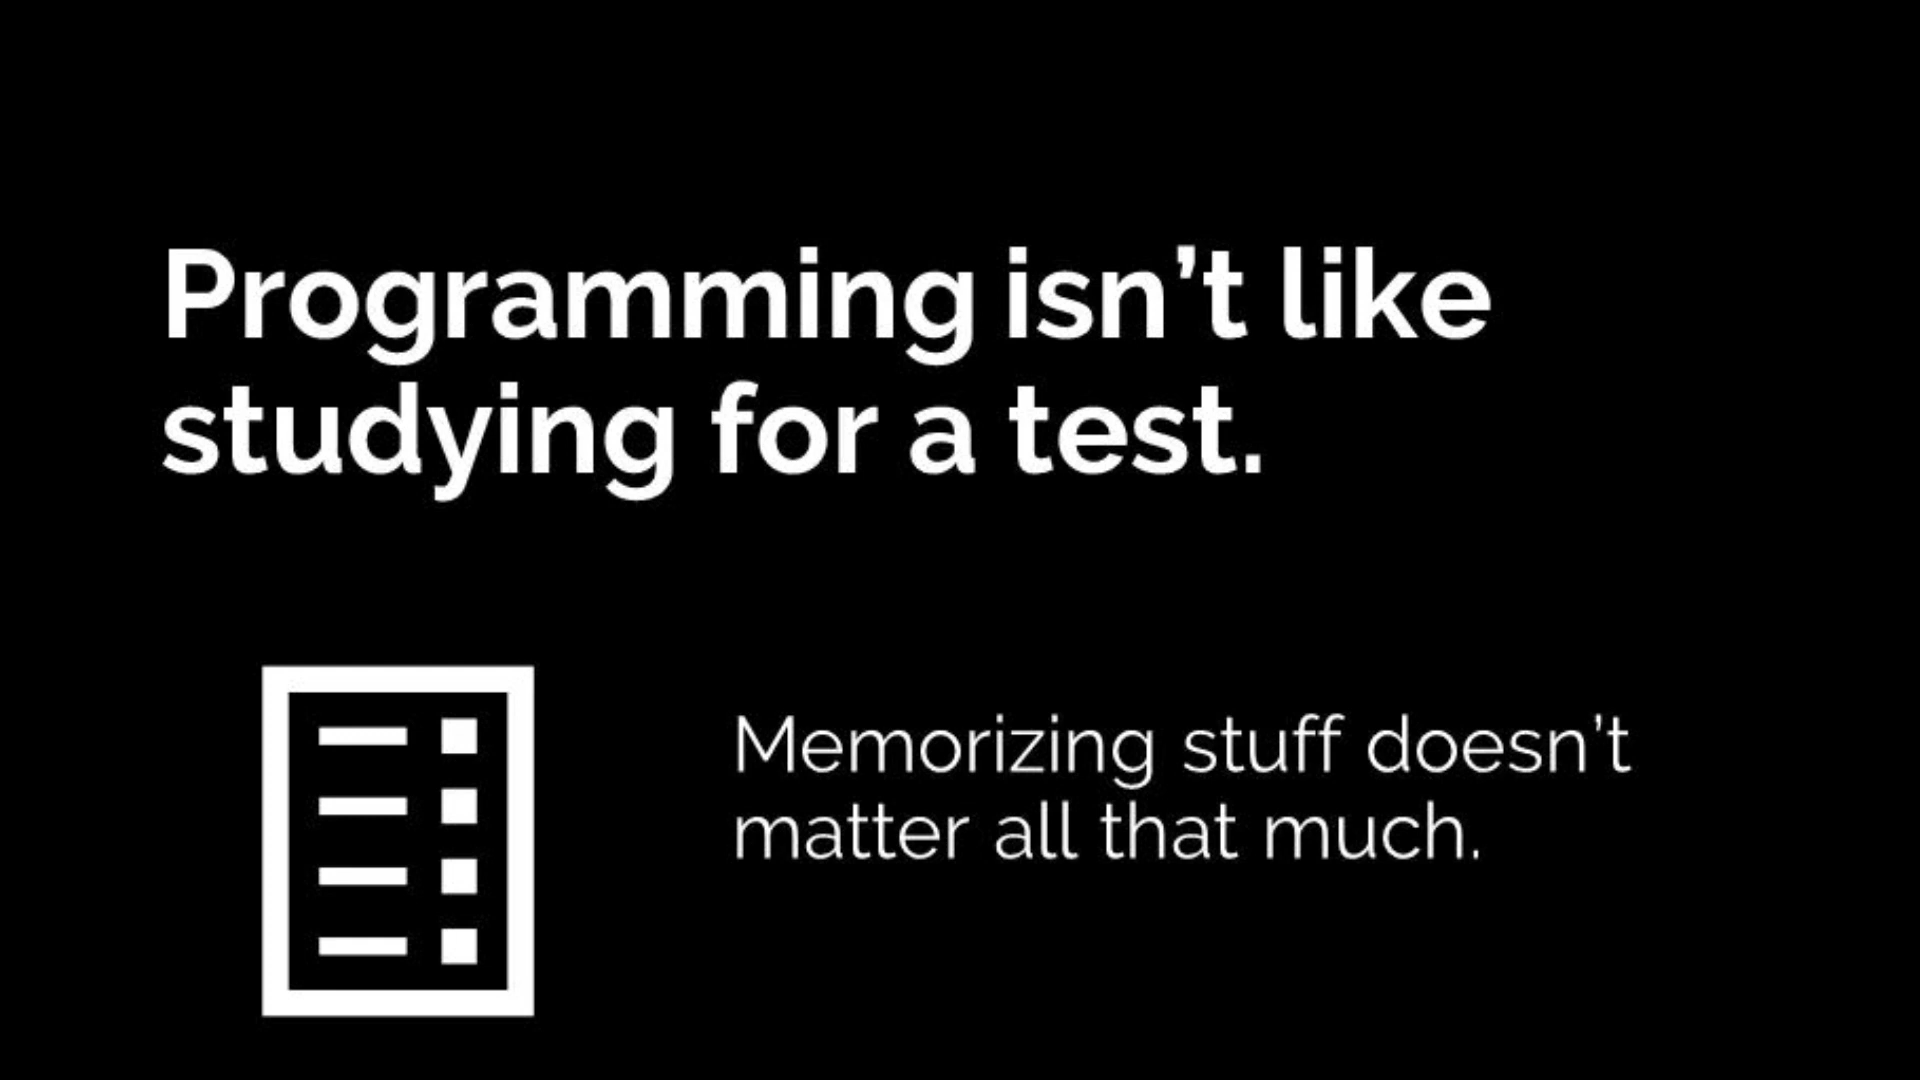 Programming isn’t like
studying for a test.
Memorizing stuff doesn’t
matter all that much.